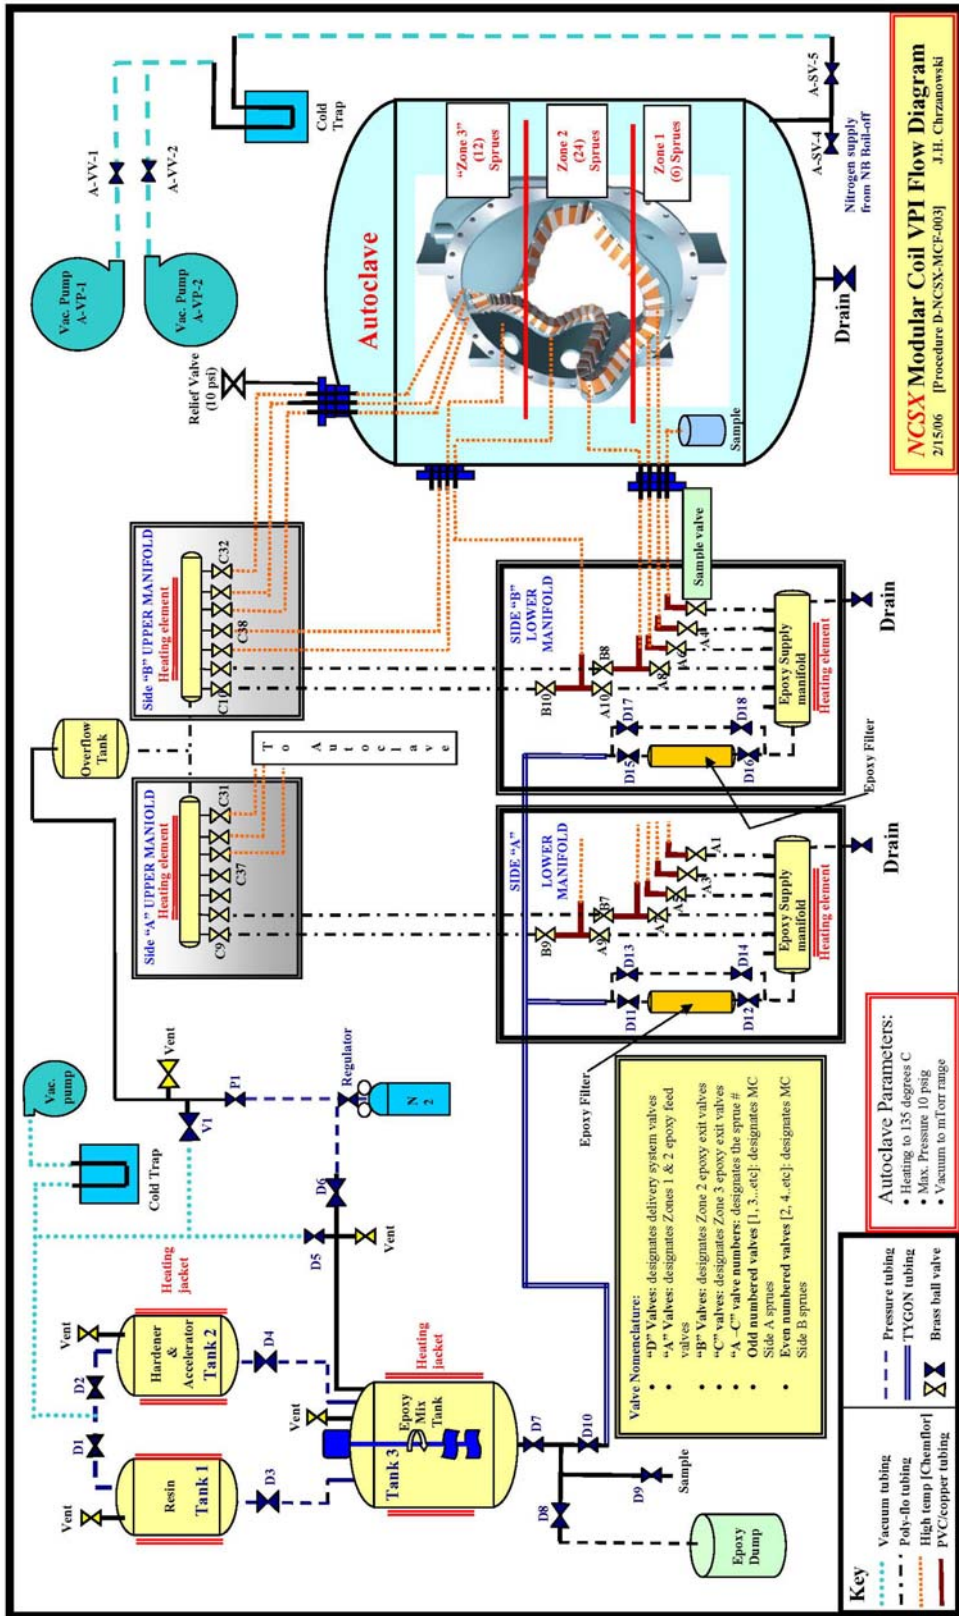 NCSX Modular Coil VPI Flow Diagram
2/15/06 [Procedure D-NCSX-MCF-003] J.H. Chrzanowski
Vac. Pump
A-VP-1
Vac. Pump
A-VP-2
A-VV-1
A-VV-2
Cold
Trap
Relief Valve
(10 psi)
Autoclave
"Zone 3"
(12)
Sprues
Zone 2
(24)
Sprues
Zone 1
(6) Sprues
Sample
A-SV-4
A-SV-5
Nitrogen supply
from NB Boil-off
Drain
Overflow
Tank
Side "A" UPPER MANIOLD
Heating element
C9
C37
C31
Side "B" UPPER MANIFOLD
Heating element
C10
C38
C32
To Autoclave
Vac.
pump
Cold Trap
Vent
V1
P1
Regulator
N
2
D6
D5
Vent
Vent
D1
D2
Vent
Resin
Tank 1
Hardener
&
Accelerator
Tank 2
Heating
jacket
D3
D4
Vent
Tank 3
Epoxy
Mix
Tank
Heating
jacket
D7
D10
D8
D9
Sample
Epoxy
Dump
SIDE "A"
LOWER
MANIFOLD
B9
A9
B7
A7
A3
A1
D13
D11
D12
D14
Epoxy Supply
manifold
Heating element
Drain
Epoxy Filter
SIDE "B"
LOWER
MANIFOLD
B10
B8
A10
A8
A6
A4
Sample valve
D17
D15
D16
D18
Epoxy Supply
manifold
Heating element
Drain
Epoxy Filter
Valve Nomenclature:
• "D" Valves: designates delivery system valves
• "A" Valves: designates Zones 1 & 2 epoxy feed
valves
• "B" Valves: designates Zone 2 epoxy exit valves
• "C" valves: designates Zone 3 epoxy exit valves
• "A –C" valve numbers: designates the sprue #
• Odd numbered valves [1, 3...etc]: designates MC
Side A sprues
• Even numbered valves [2, 4..etc]: designates MC
Side B sprues
Autoclave Parameters:
• Heating to 135 degrees C
• Max. Pressure 10 psig
• Vacuum to mTorr range
Key
Vacuum tubing
Poly-flo tubing
High temp [Chemflor]
PVC/copper tubing
Pressure tubing
TYGON tubing
Brass ball valve